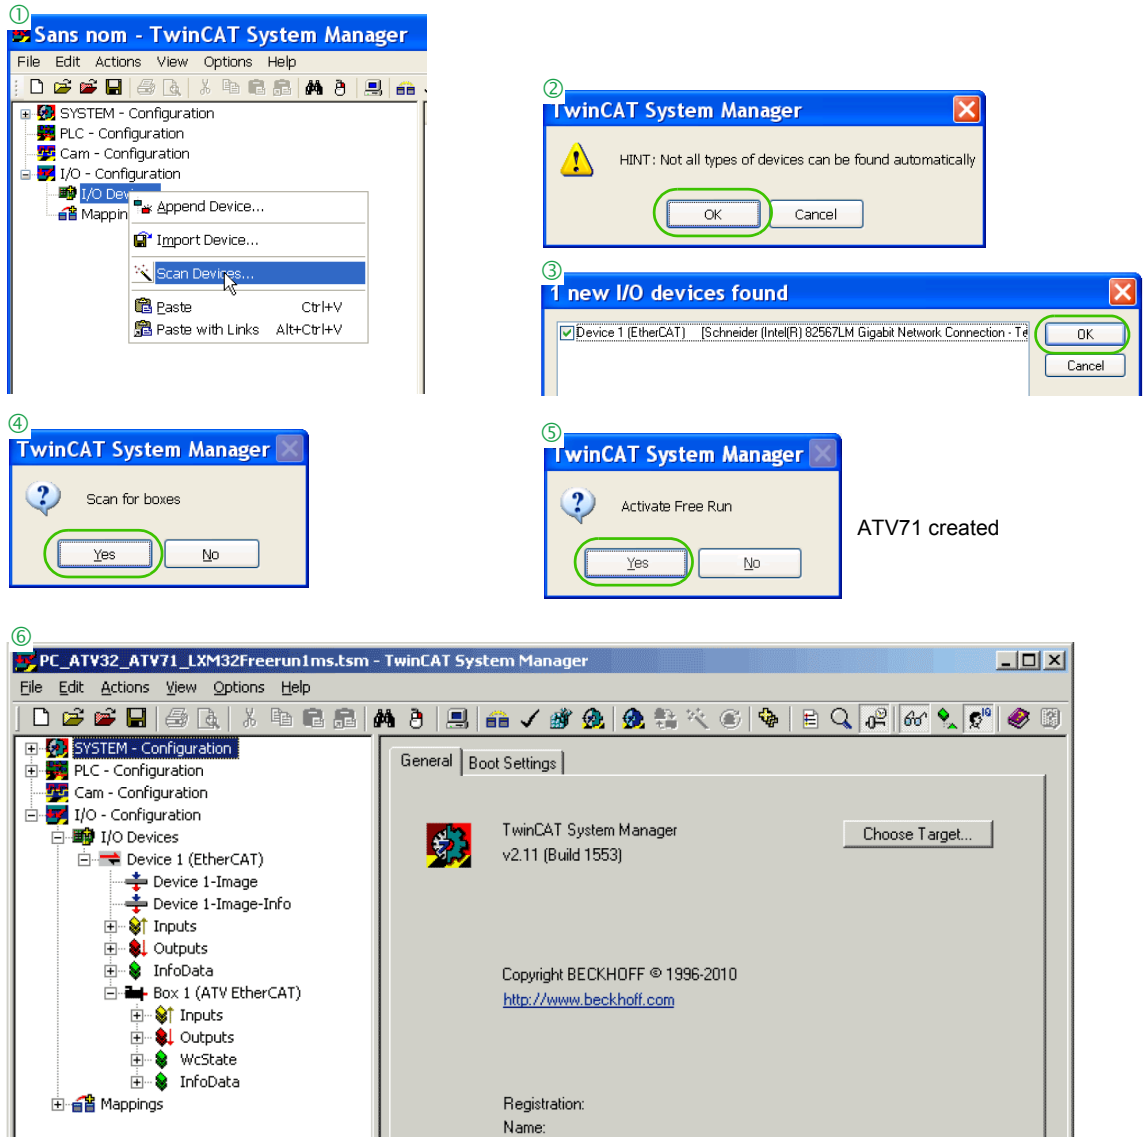 ①
Sans nom - TwinCAT System Manager
File Edit Actions View Options Help
SYSTEM - Configuration
PLC - Configuration
Cam - Configuration
I/O - Configuration
I/O Dev
Mappin
Append Device...
Import Device...
Scan Devices...
Paste Ctrl+V
Paste with Links Alt+Ctrl+V
②
TwinCAT System Manager
HINT: Not all types of devices can be found automatically
OK Cancel
③
1 new I/O devices found
Device 1 (EtherCAT) [Schneider (Intel(R) 82567LM Gigabit Network Connection - Te
OK
Cancel
④
TwinCAT System Manager
Scan for boxes
Yes No
⑤
TwinCAT System Manager
Activate Free Run
Yes No
ATV71 created
⑥
PC_ATV32_ATV71_LXM32Freerun1ms.tsm - TwinCAT System Manager
File Edit Actions View Options Help
SYSTEM - Configuration
PLC - Configuration
Cam - Configuration
I/O - Configuration
I/O Devices
Device 1 (EtherCAT)
Device 1-Image
Device 1-Image-Info
Inputs
Outputs
InfoData
Box 1 (ATV EtherCAT)
Inputs
Outputs
WcState
InfoData
Mappings
General Boot Settings
TwinCAT System Manager
v2.11 (Build 1553)
Choose Target...
Copyright BECKHOFF © 1996-2010
http://www.beckhoff.com
Registration:
Name: